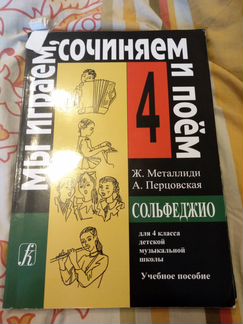 МЫ ИГРАЕМ, СОЧИНЯЕМ И ПОЁМ
4
Ж. Металлиди
А. Перцовская
СОЛЬФЕДЖИО
для 4 класса
детской
музыкальной
школы
Учебное пособие